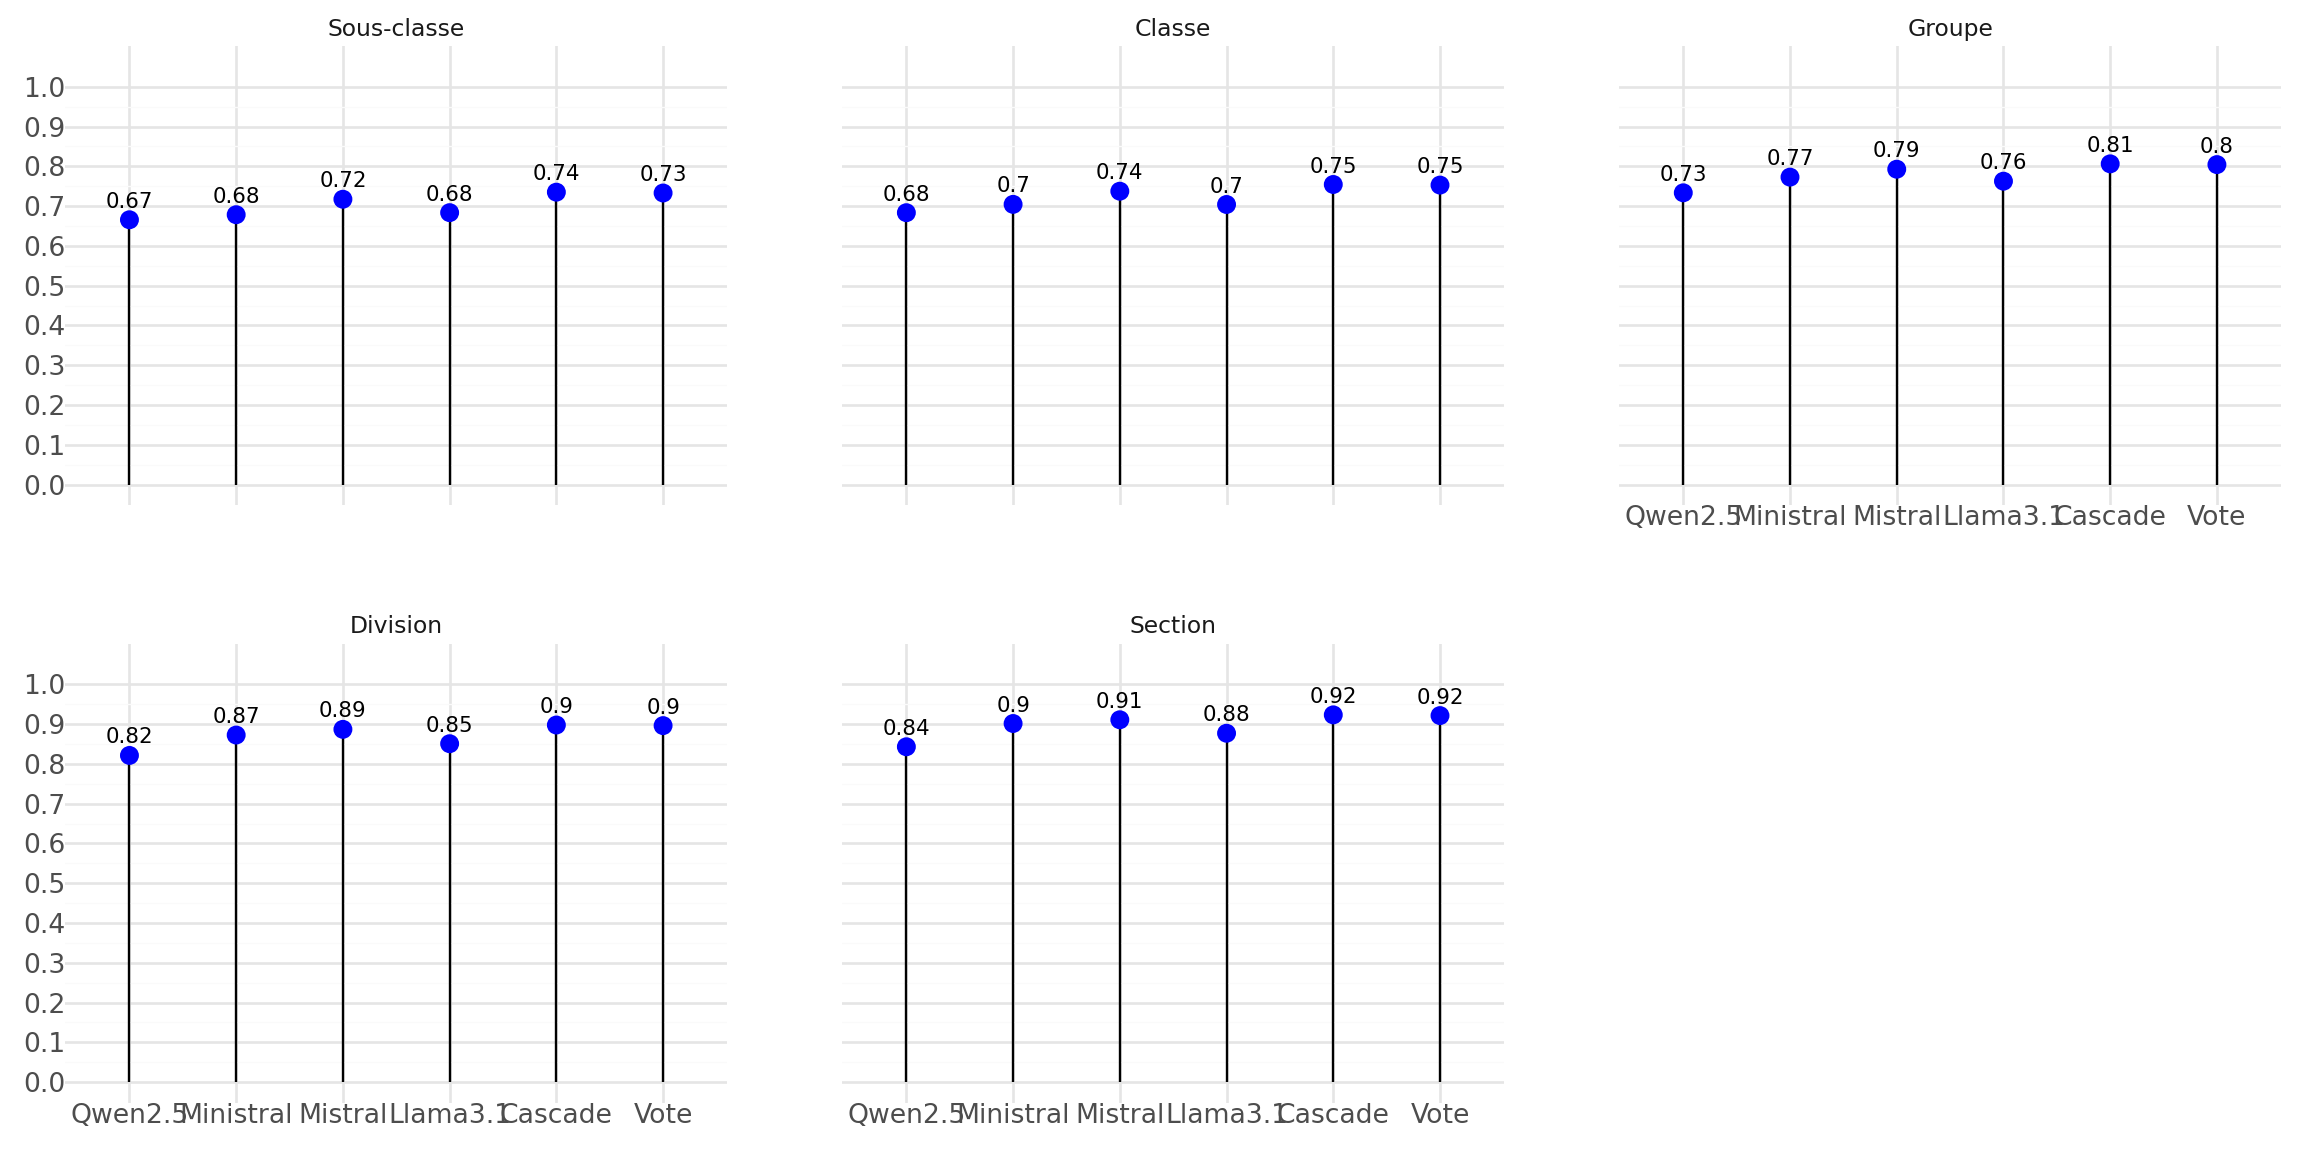 Sous-classe
Classe
Groupe
1.0
0.9
0.8
0.7
0.6
0.5
0.4
0.3
0.2
0.1
0.0
0.67 0.68 0.72 0.68 0.74 0.73
0.68 0.7 0.74 0.7 0.75 0.75
0.73 0.77 0.79 0.76 0.81 0.8
Qwen2.5 Ministral Mistral Llama3.1 Cascade Vote
Division
Section
1.0
0.9
0.8
0.7
0.6
0.5
0.4
0.3
0.2
0.1
0.0
0.82 0.87 0.89 0.85 0.9 0.9
0.84 0.9 0.91 0.88 0.92 0.92
Qwen2.5 Ministral Mistral Llama3.1 Cascade Vote
Qwen2.5 Ministral Mistral Llama3.1 Cascade Vote